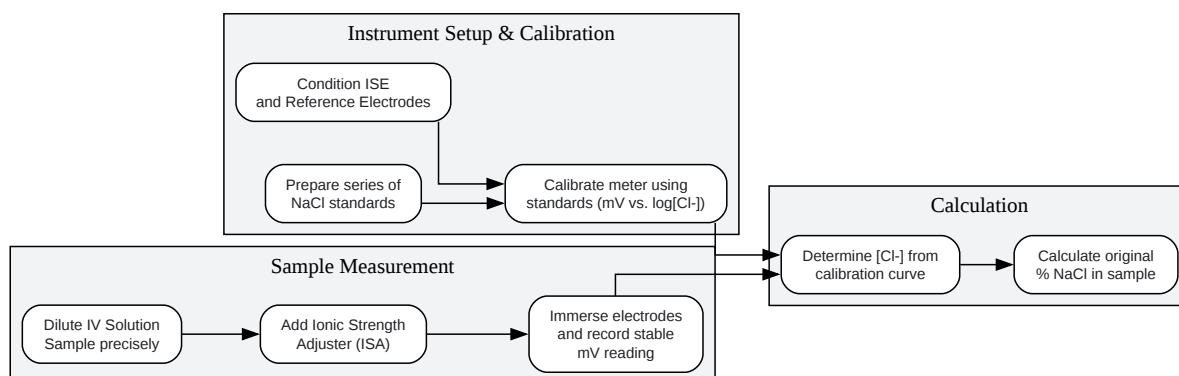 Instrument Setup & Calibration
Condition ISE
and Reference Electrodes
Prepare series of
NaCl standards
Calibrate meter using
standards (mV vs. log[Cl-])
Sample Measurement
Dilute IV Solution
Sample precisely
Add Ionic Strength
Adjuster (ISA)
Immerse electrodes
and record stable
mV reading
Calculation
Determine [Cl-] from
calibration curve
Calculate original
% NaCl in sample